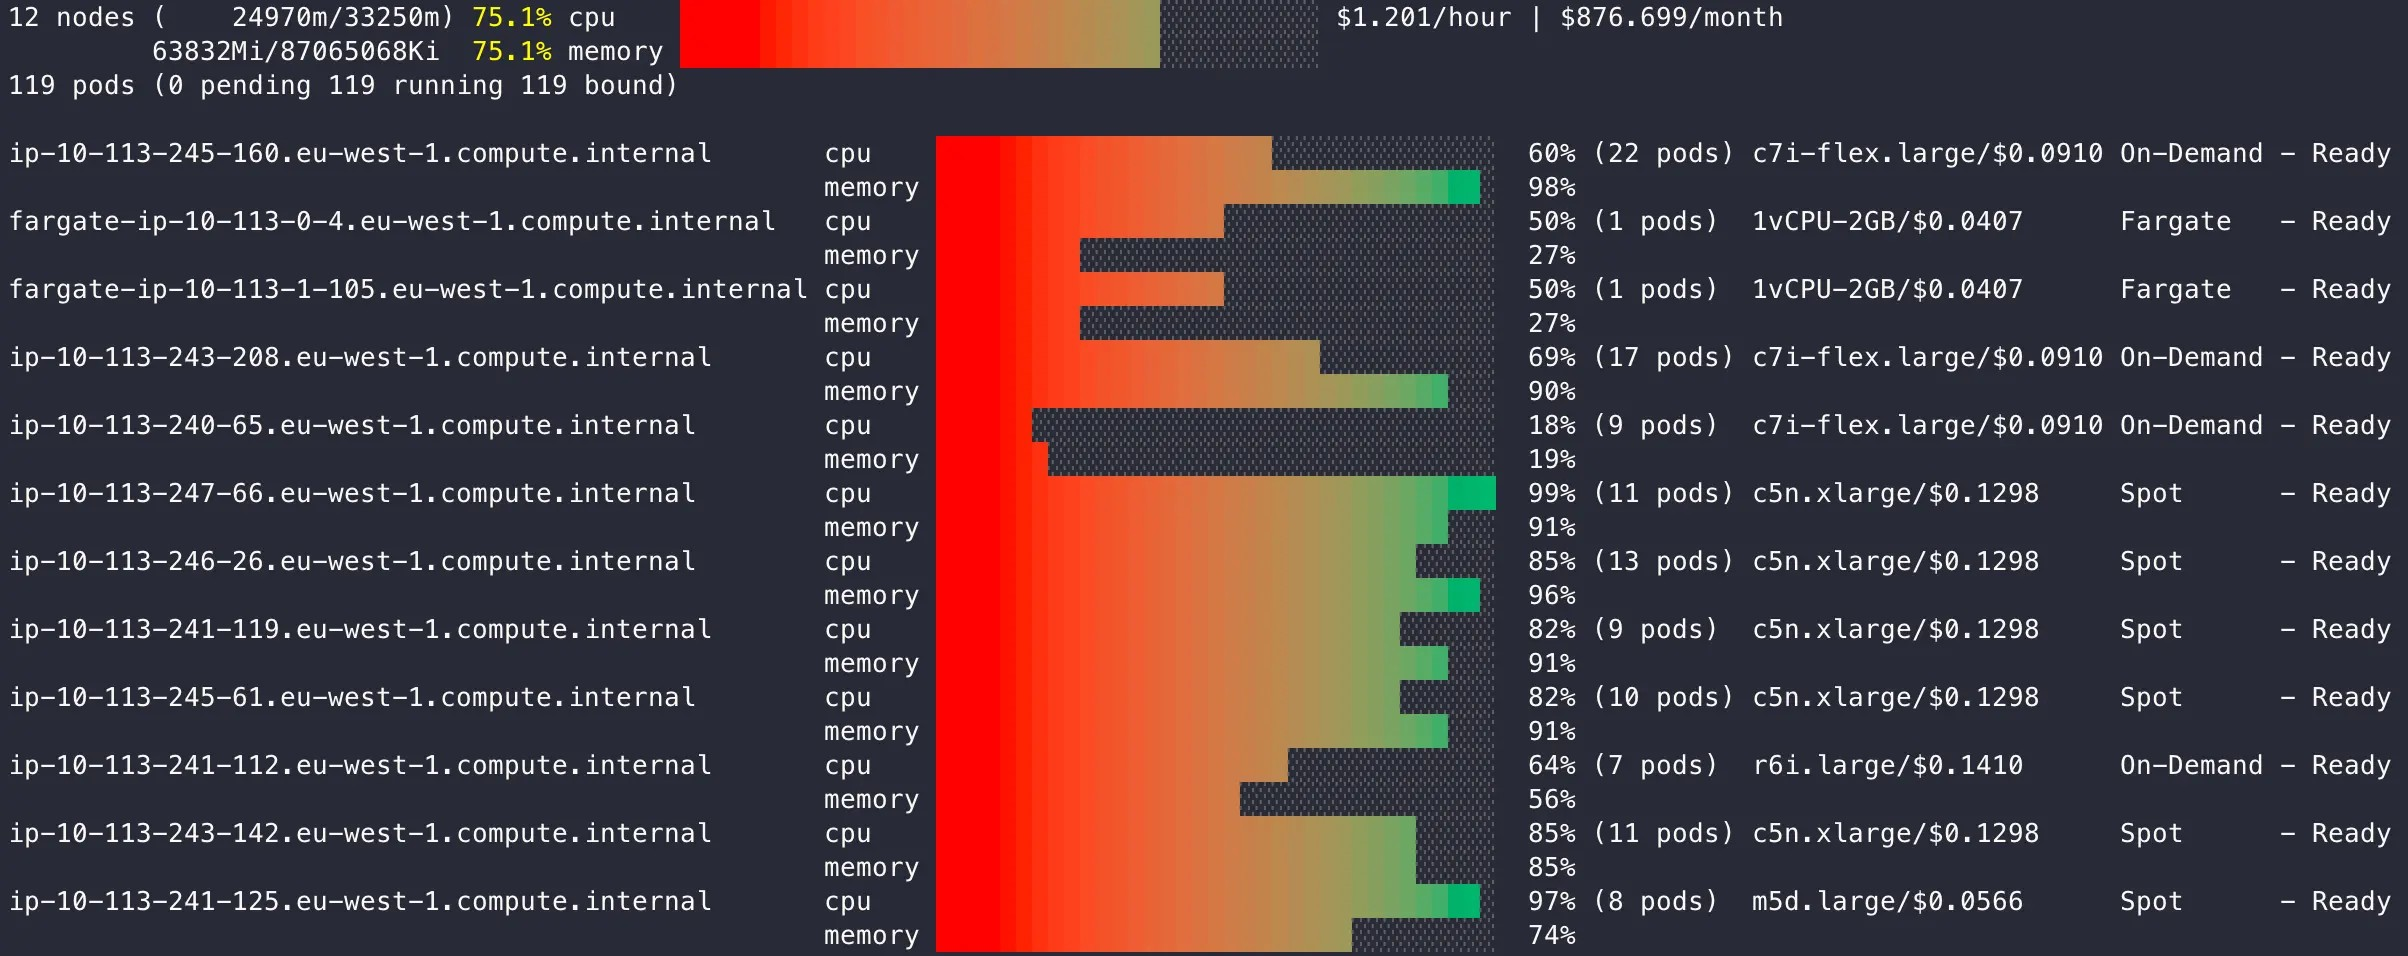 12 nodes (    24970m/33250m) 75.1% cpu $1.201/hour | $876.699/month
63832Mi/87065068Ki  75.1% memory
119 pods (0 pending 119 running 119 bound)
ip-10-113-245-160.eu-west-1.compute.internal cpu 60% (22 pods) c7i-flex.large/$0.0910 On-Demand - Ready
memory 98%
fargate-ip-10-113-0-4.eu-west-1.compute.internal cpu 50% (1 pods) 1vCPU-2GB/$0.0407 Fargate - Ready
memory 27%
fargate-ip-10-113-1-105.eu-west-1.compute.internal cpu 50% (1 pods) 1vCPU-2GB/$0.0407 Fargate - Ready
memory 27%
ip-10-113-243-208.eu-west-1.compute.internal cpu 69% (17 pods) c7i-flex.large/$0.0910 On-Demand - Ready
memory 90%
ip-10-113-240-65.eu-west-1.compute.internal cpu 18% (9 pods) c7i-flex.large/$0.0910 On-Demand - Ready
memory 19%
ip-10-113-247-66.eu-west-1.compute.internal cpu 99% (11 pods) c5n.xlarge/$0.1298 Spot - Ready
memory 91%
ip-10-113-246-26.eu-west-1.compute.internal cpu 85% (13 pods) c5n.xlarge/$0.1298 Spot - Ready
memory 96%
ip-10-113-241-119.eu-west-1.compute.internal cpu 82% (9 pods) c5n.xlarge/$0.1298 Spot - Ready
memory 91%
ip-10-113-245-61.eu-west-1.compute.internal cpu 82% (10 pods) c5n.xlarge/$0.1298 Spot - Ready
memory 91%
ip-10-113-241-112.eu-west-1.compute.internal cpu 64% (7 pods) r6i.large/$0.1410 On-Demand - Ready
memory 56%
ip-10-113-243-142.eu-west-1.compute.internal cpu 85% (11 pods) c5n.xlarge/$0.1298 Spot - Ready
memory 85%
ip-10-113-241-125.eu-west-1.compute.internal cpu 97% (8 pods) m5d.large/$0.0566 Spot - Ready
memory 74%